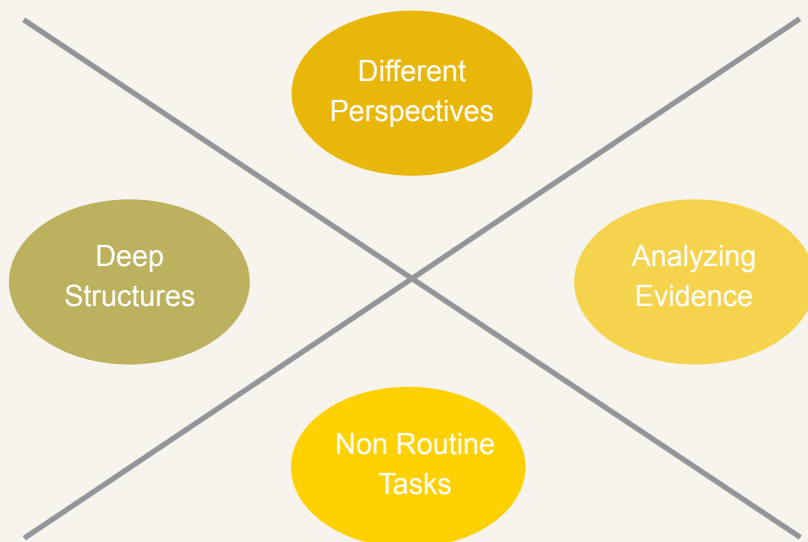 Different
Perspectives
Deep
Structures
Analyzing
Evidence
Non Routine
Tasks